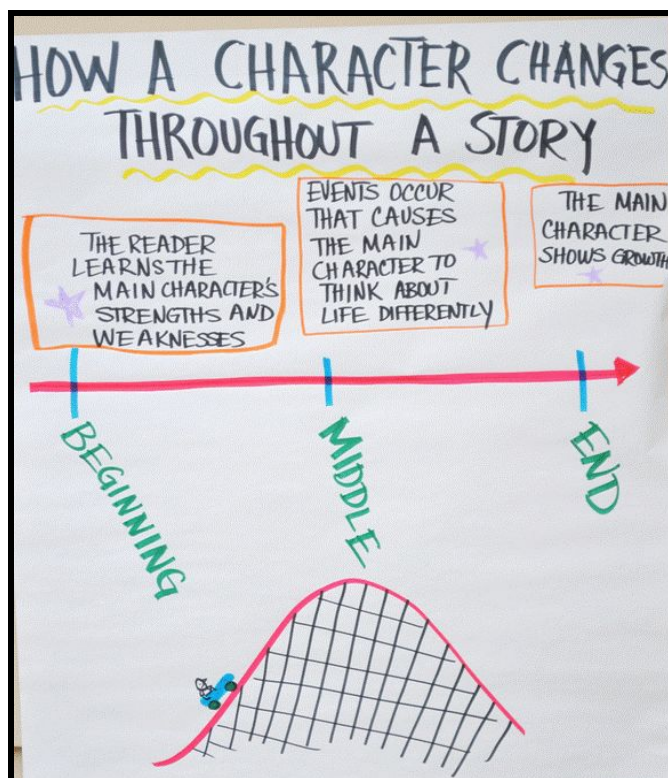 HOW A CHARACTER CHANGES
THROUGHOUT A STORY
THE READER
LEARNS THE
MAIN CHARACTER'S
STRENGTHS AND
WEAKNESSES
EVENTS OCCUR
THAT CAUSES
THE MAIN
CHARACTER TO
THINK ABOUT
LIFE DIFFERENTLY
THE MAIN
CHARACTER
SHOWS GROWTH
BEGINNING
MIDDLE
END